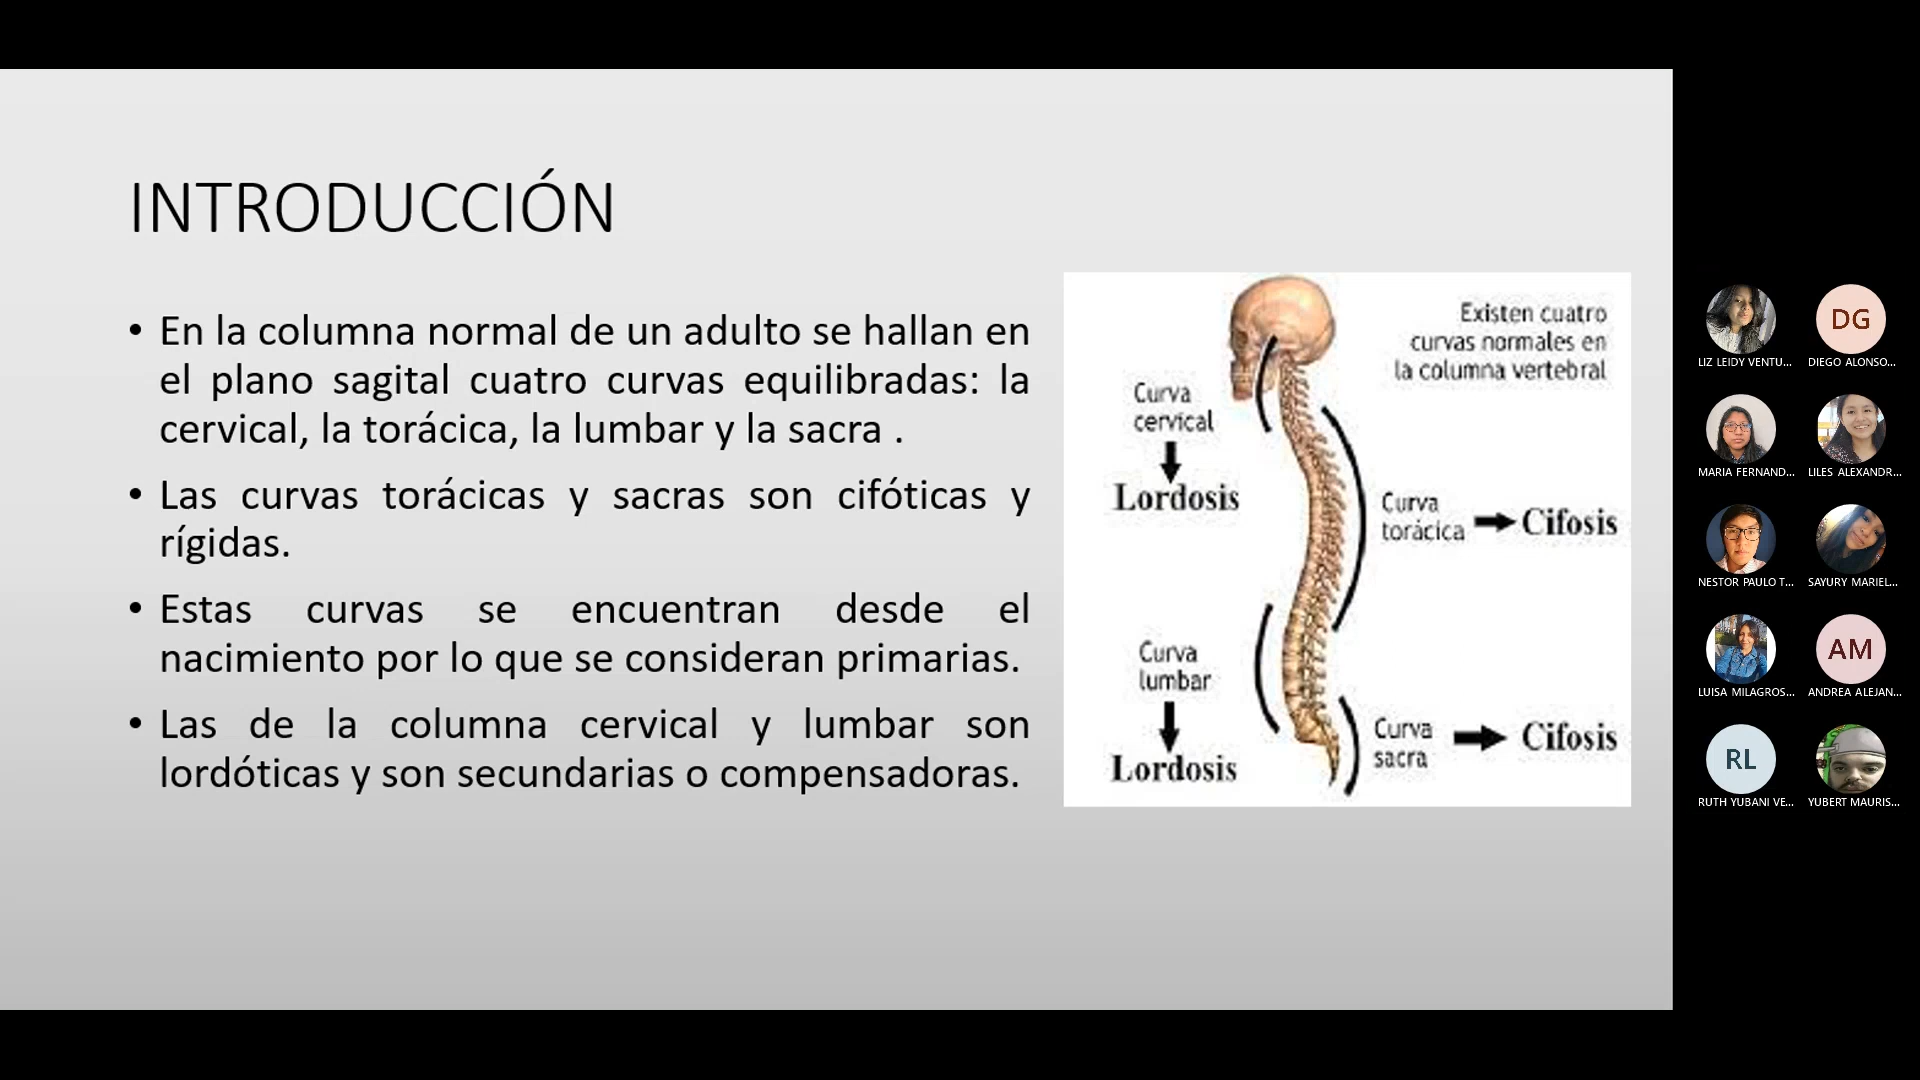 INTRODUCCIÓN
• En la columna normal de un adulto se hallan en
el plano sagital cuatro curvas equilibradas: la
cervical, la torácica, la lumbar y la sacra .
• Las curvas torácicas y sacras son cifóticas y
rígidas.
• Estas curvas se encuentran desde el
nacimiento por lo que se consideran primarias.
• Las de la columna cervical y lumbar son
lordóticas y son secundarias o compensadoras.
Existen cuatro
curvas normales en
la columna vertebral
Curva
cervical
Lordosis
Curva
torácica
Cifosis
Curva
lumbar
Lordosis
Curva
sacra
Cifosis
LIZ LEIDY VENTU...
DG
DIEGO ALONSO...
MARIA FERNAND...
LILES ALEXANDR...
NESTOR PAULO T...
SAYURY MARIEL...
LUISA MILAGROS...
AM
ANDREA ALEJAN...
RL
RUTH YUBANI VE...
YUBERT MAURIS...